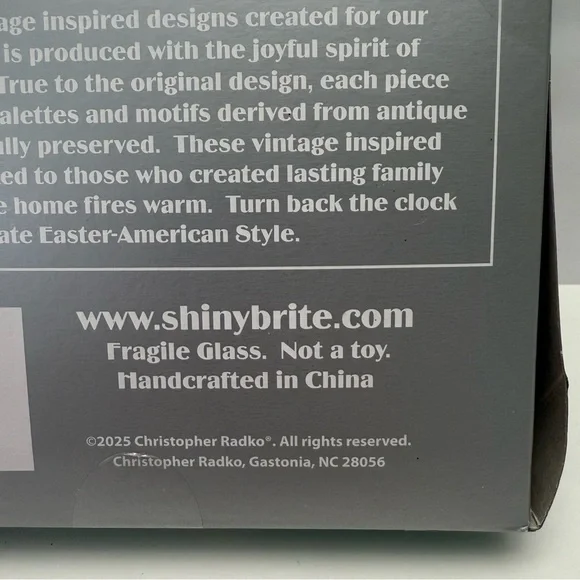 age inspired designs created for our
is produced with the joyful spirit of
True to the original design, each piece
alettes and motifs derived from antique
lly preserved. These vintage inspired
ed to those who created lasting family
e home fires warm. Turn back the clock
ate Easter-American Style.
www.shinybrite.com
Fragile Glass. Not a toy.
Handcrafted in China
©2025 Christopher Radko®. All rights reserved.
Christopher Radko, Gastonia, NC 28056